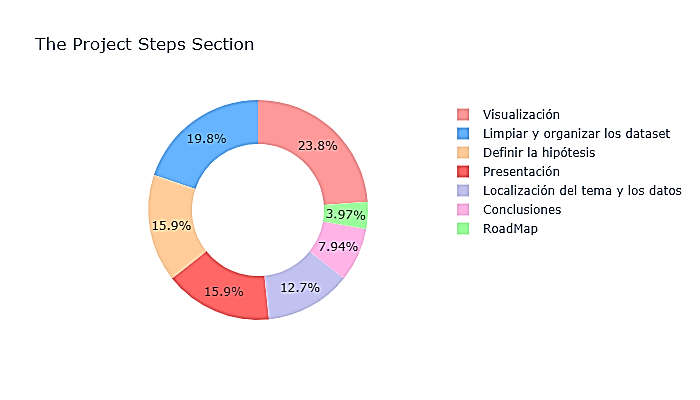 The Project Steps Section
23.8%
19.8%
15.9%
15.9%
12.7%
7.94%
3.97%
Visualización
Limpiar y organizar los dataset
Definir la hipótesis
Presentación
Localización del tema y los datos
Conclusiones
RoadMap